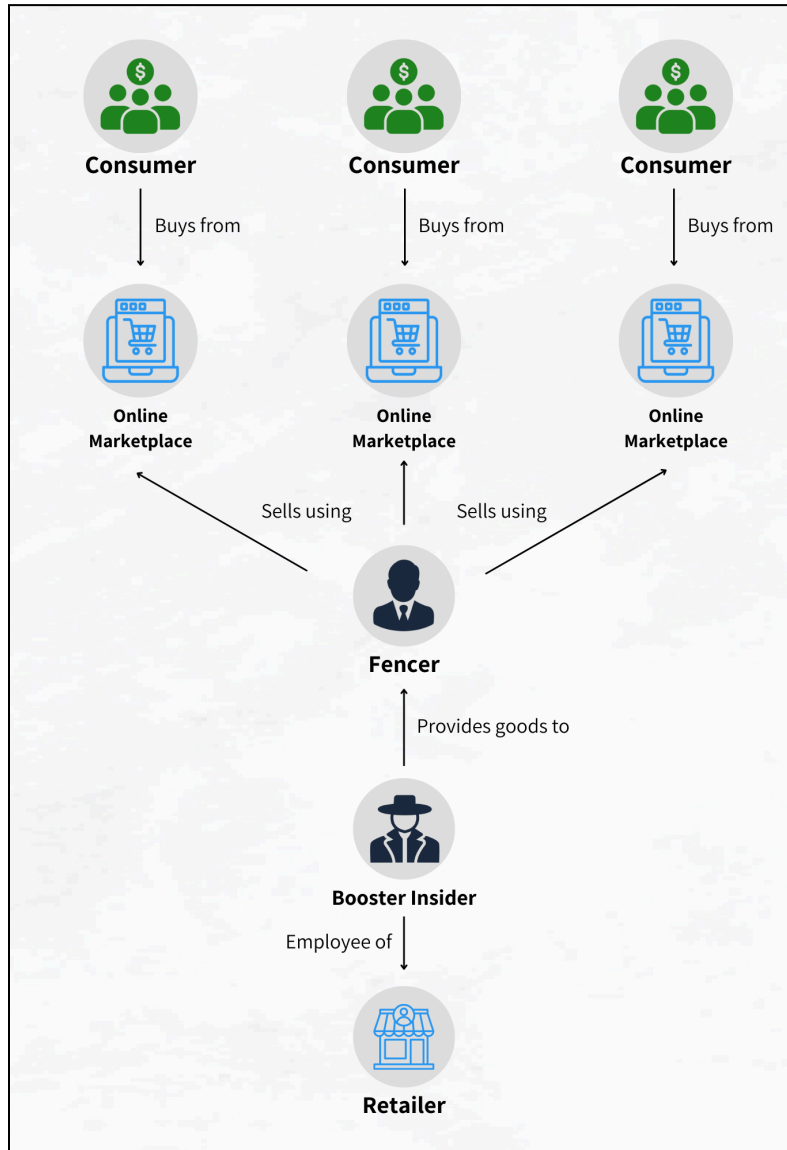 $ $ $
Consumer Consumer Consumer
Buys from Buys from Buys from
Online Online Online
Marketplace Marketplace Marketplace
Sells using Sells using
Fencer
Provides goods to
Booster Insider
Employee of
Retailer